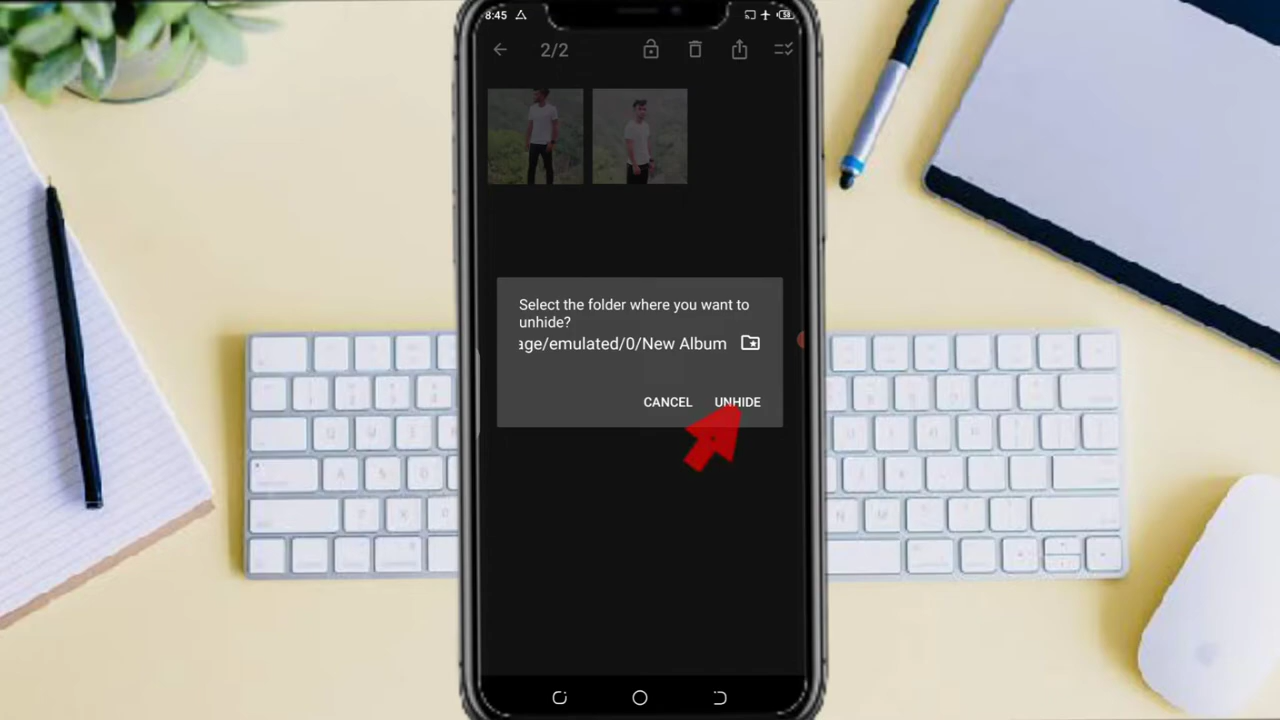 8:45
2/2
Select the folder where you want to
unhide?
age/emulated/0/New Album
CANCEL UNHIDE